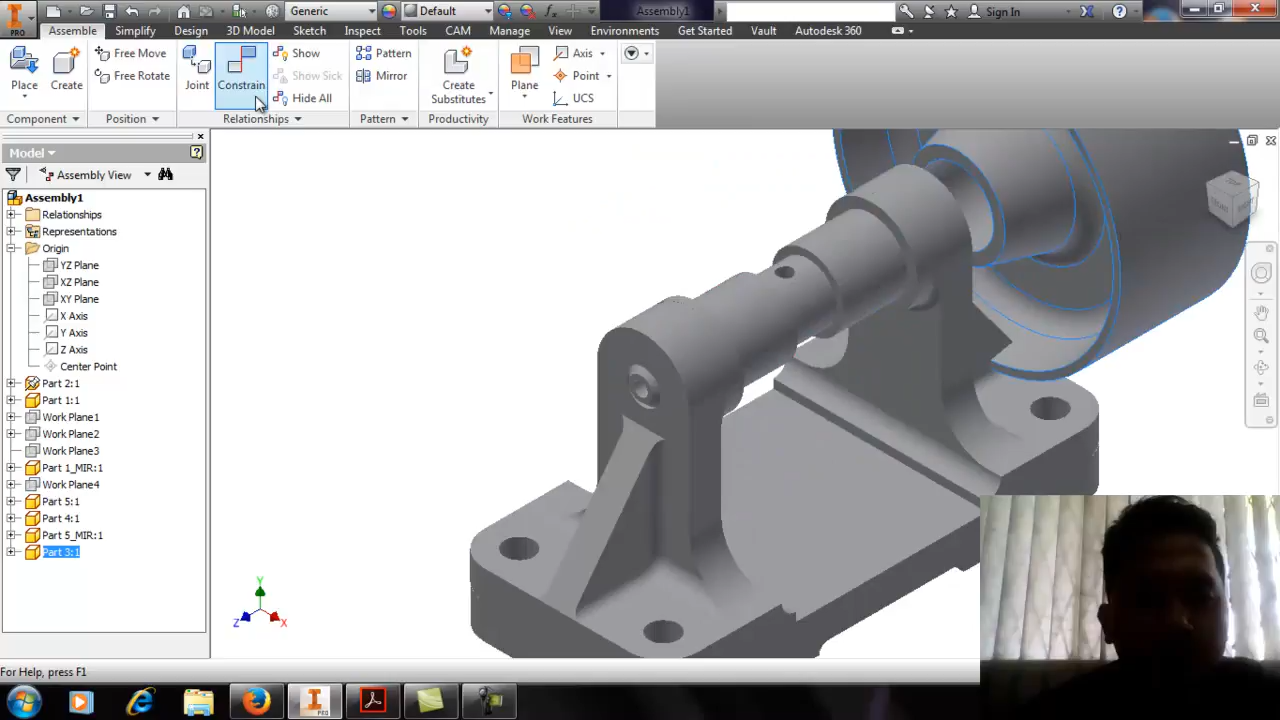 Generic
Default
Assembly1
Sign In
PRO
Assemble Simplify Design 3D Model Sketch Inspect Tools CAM Manage View Environments Get Started Vault Autodesk 360
Place
Create
Free Move
Free Rotate
Joint
Constrain
Show
Show Sick
Hide All
Pattern
Mirror
Create
Substitutes
Plane
Axis
Point
UCS
Component Position Relationships Pattern Productivity Work Features
Model
Assembly View
Assembly1
Relationships
Representations
Origin
YZ Plane
XZ Plane
XY Plane
X Axis
Y Axis
Z Axis
Center Point
Part 2:1
Part 1:1
Work Plane1
Work Plane2
Work Plane3
Part 1_MIR:1
Work Plane4
Part 5:1
Part 4:1
Part 5_MIR:1
Part 3:1
Y
Z
X
For Help, press F1
PRO